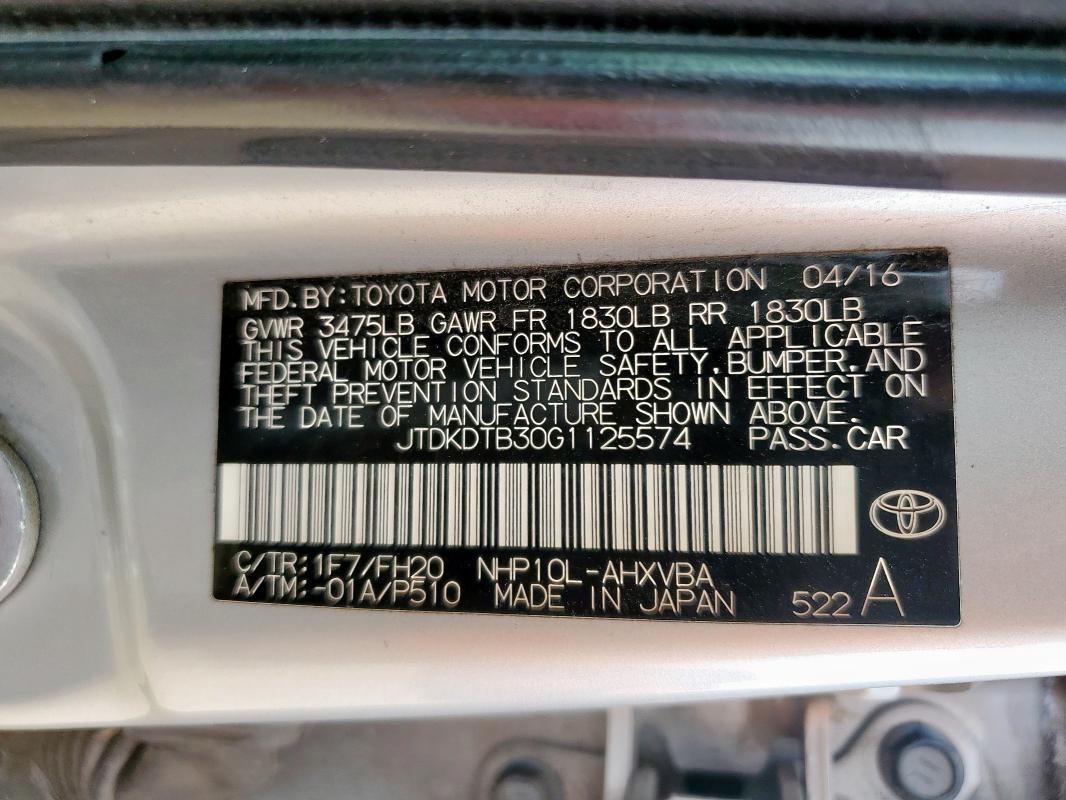 MFD. BY: TOYOTA MOTOR CORPORATION 04/16
GVWR 3475LB GAWR FR 1830LB RR 1830LB
THIS VEHICLE CONFORMS TO ALL APPLICABLE
FEDERAL MOTOR VEHICLE SAFETY, BUMPER, AND
THEFT PREVENTION STANDARDS IN EFFECT ON
THE DATE OF MANUFACTURE SHOWN ABOVE.
JTDKDTB30G1125574 PASS. CAR
C/TR: 1F7/FH20 NHP10L-AHXVBA
A/TM: -01A/P510 MADE IN JAPAN 522 A